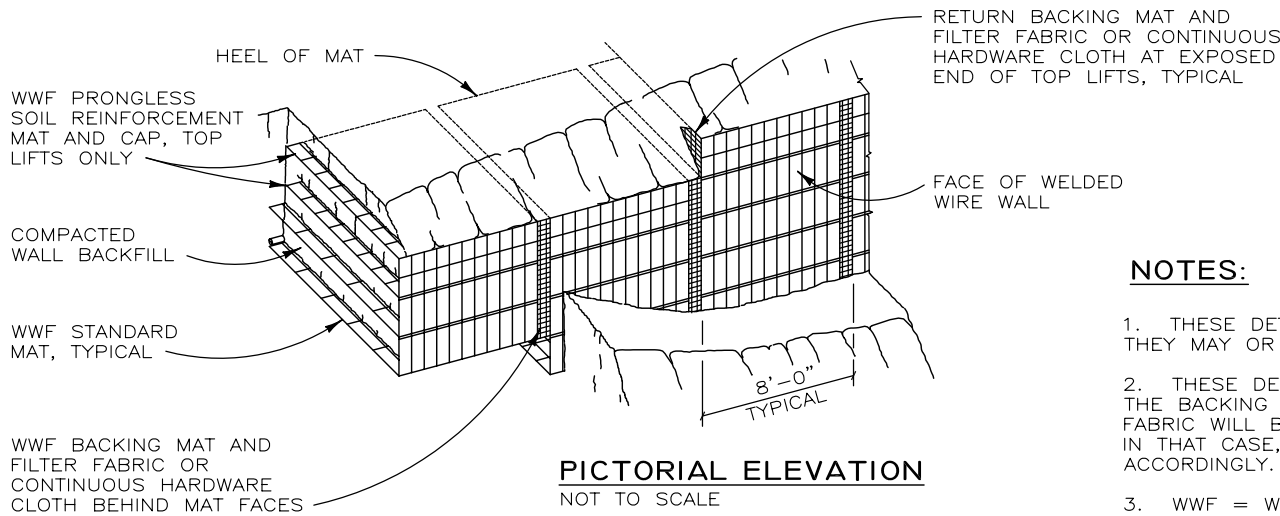 HEEL OF MAT
WWF PRONGLESS
SOIL REINFORCEMENT
MAT AND CAP, TOP
LIFTS ONLY
COMPACTED
WALL BACKFILL
WWF STANDARD
MAT, TYPICAL
WWF BACKING MAT AND
FILTER FABRIC OR
CONTINUOUS HARDWARE
CLOTH BEHIND MAT FACES
RETURN BACKING MAT AND
FILTER FABRIC OR CONTINUOUS
HARDWARE CLOTH AT EXPOSED
END OF TOP LIFTS, TYPICAL
FACE OF WELDED
WIRE WALL
8'-0"
TYPICAL
PICTORIAL ELEVATION
NOT TO SCALE
NOTES:
1. THESE DET
THEY MAY OR
2. THESE DE
THE BACKING
FABRIC WILL B
IN THAT CASE,
ACCORDINGLY.
3. WWF = W